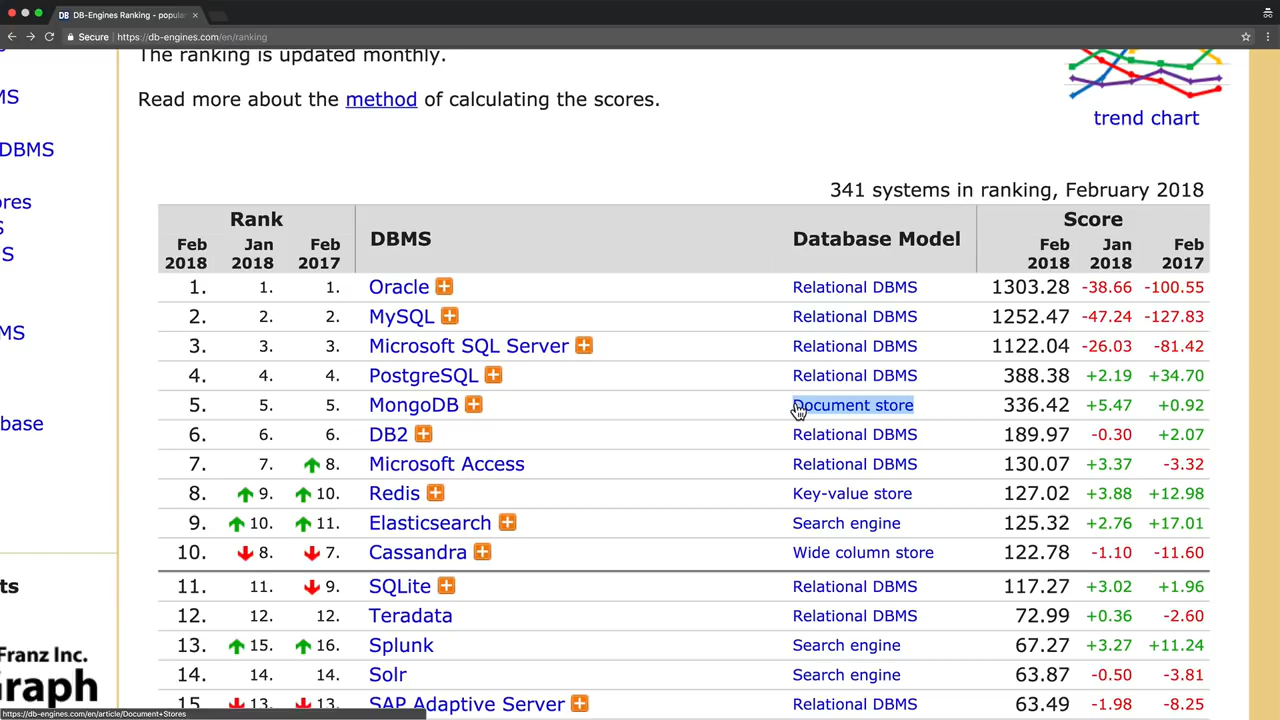 DB-Engines Ranking - popula
Secure https://db-engines.com/en/ranking
The ranking is updated monthly.
MS
Read more about the method of calculating the scores.
trend chart
DBMS
341 systems in ranking, February 2018
ores
S
S
MS
base
Rank DBMS Database Model Score
Feb 2018 Jan 2018 Feb 2017 Feb 2018 Jan 2018 Feb 2017
1. 1. 1. Oracle Relational DBMS 1303.28 -38.66 -100.55
2. 2. 2. MySQL Relational DBMS 1252.47 -47.24 -127.83
3. 3. 3. Microsoft SQL Server Relational DBMS 1122.04 -26.03 -81.42
4. 4. 4. PostgreSQL Relational DBMS 388.38 +2.19 +34.70
5. 5. 5. MongoDB Document store 336.42 +5.47 +0.92
6. 6. 6. DB2 Relational DBMS 189.97 -0.30 +2.07
7. 7. 8. Microsoft Access Relational DBMS 130.07 +3.37 -3.32
8. 9. 10. Redis Key-value store 127.02 +3.88 +12.98
9. 10. 11. Elasticsearch Search engine 125.32 +2.76 +17.01
10. 8. 7. Cassandra Wide column store 122.78 -1.10 -11.60
11. 11. 9. SQLite Relational DBMS 117.27 +3.02 +1.96
12. 12. 12. Teradata Relational DBMS 72.99 +0.36 -2.60
13. 15. 16. Splunk Search engine 67.27 +3.27 +11.24
14. 14. 14. Solr Search engine 63.87 -0.50 -3.81
15 13. 13. SAP Adaptive Server Relational DBMS 63.49 -1.98 -8.25
ts
Franz Inc.
Graph
https://db-engines.com/en/article/Document+Stores